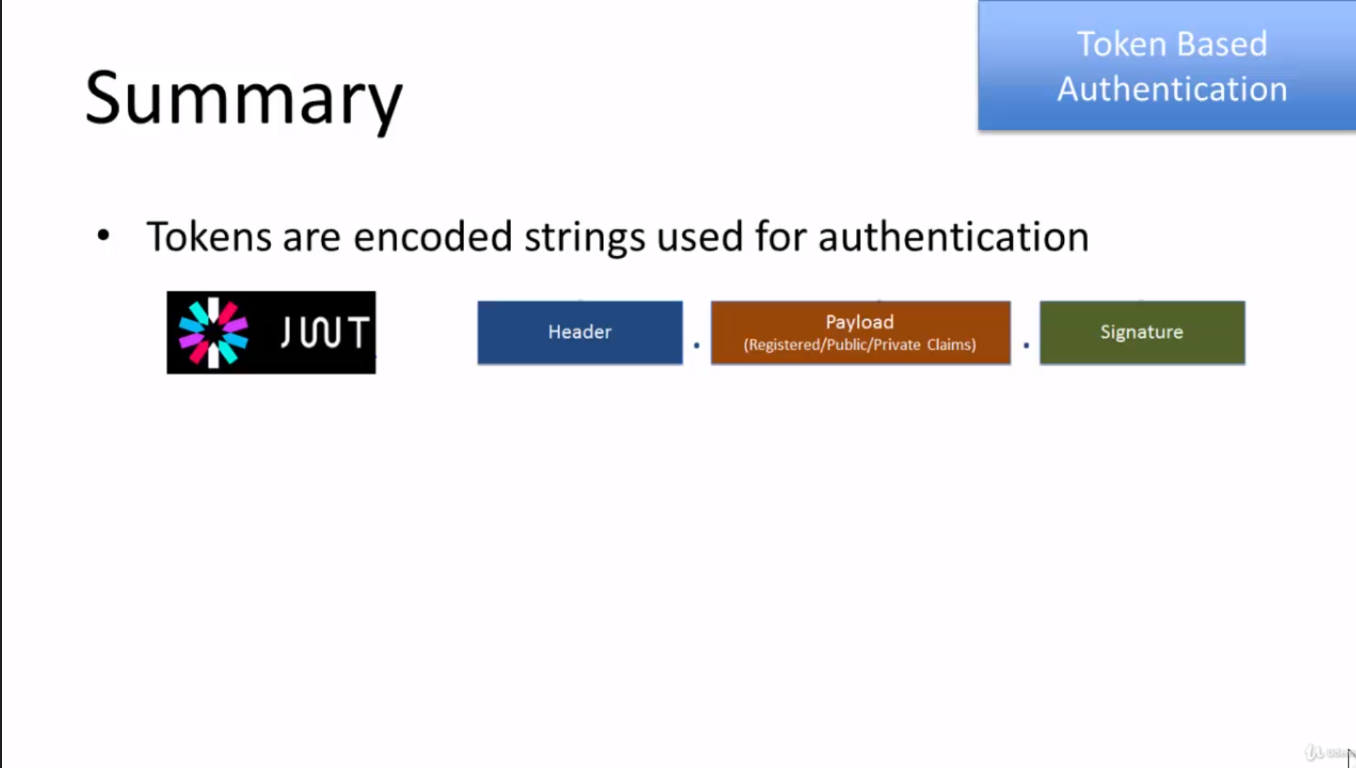 Token Based
Authentication
Summary
• Tokens are encoded strings used for authentication
JWT
Header . Payload . Signature
(Registered/Public/Private Claims)